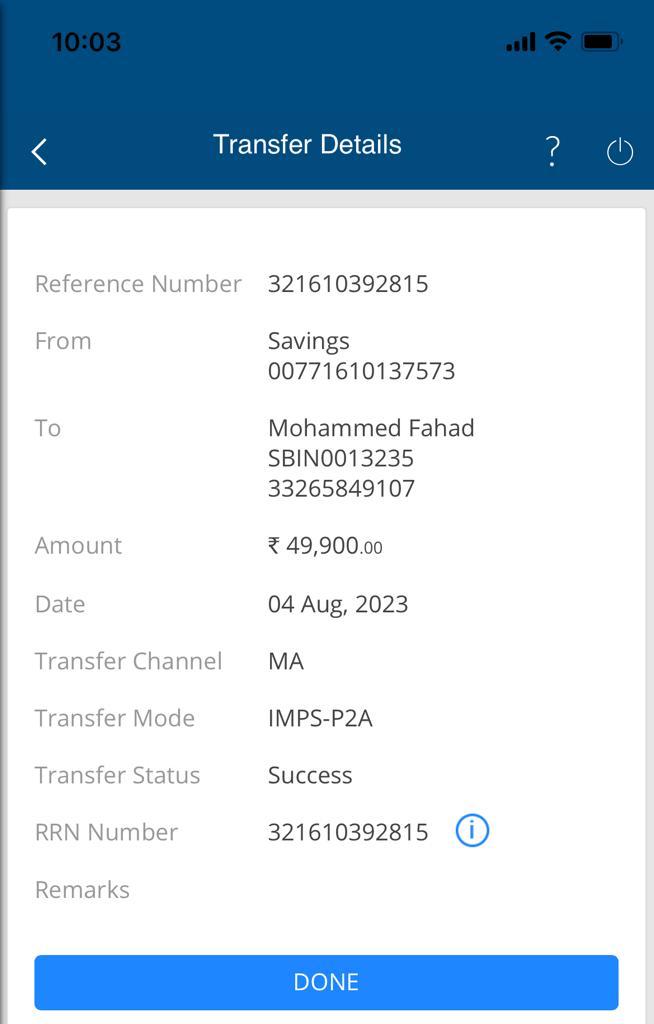 10:03
Transfer Details
?
Reference Number 321610392815
From Savings
00771610137573
To Mohammed Fahad
SBIN0013235
33265849107
Amount ₹ 49,900.00
Date 04 Aug, 2023
Transfer Channel MA
Transfer Mode IMPS-P2A
Transfer Status Success
RRN Number 321610392815 i
Remarks
DONE